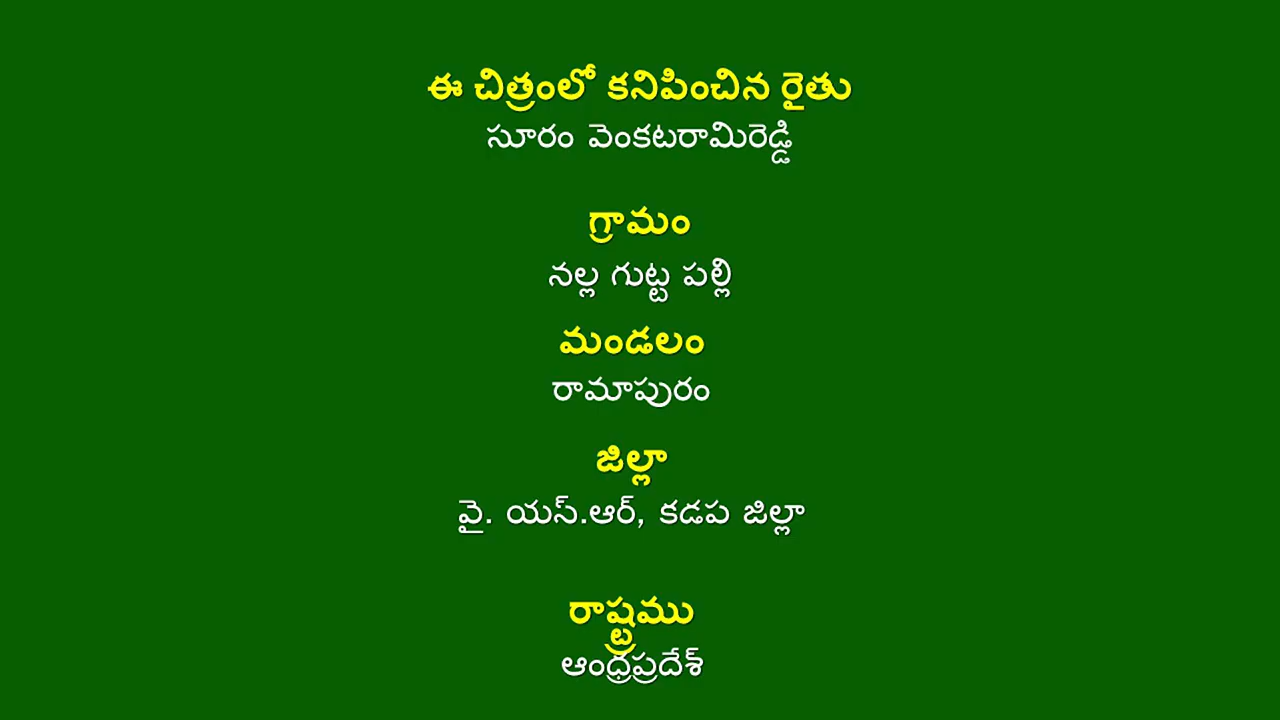 ఈ చిత్రంలో కనిపించిన రైతు
సూరం వెంకటరామిరెడ్డి
గ్రామం
నల్ల గుట్ట పల్లి
మండలం
రామాపురం
జిల్లా
వై. యస్.ఆర్, కడప జిల్లా
రాష్ట్రము
ఆంధ్రప్రదేశ్